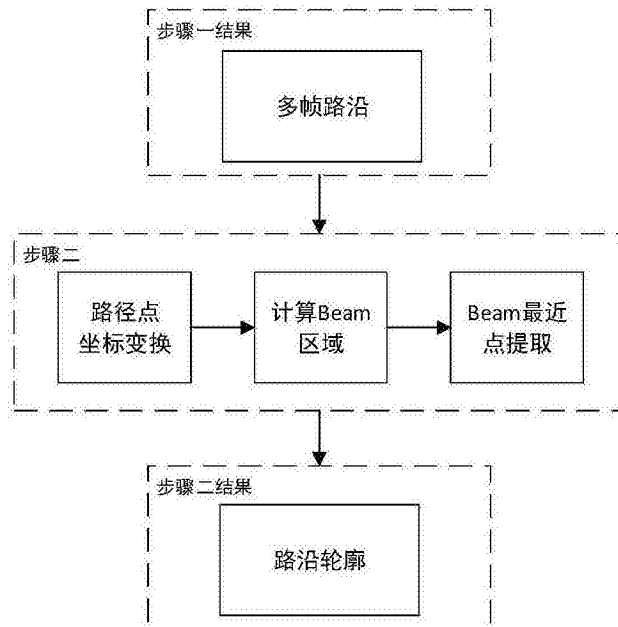 步骤一结果
多帧路沿
步骤二
路径点
坐标变换
计算Beam
区域
Beam最近
点提取
步骤二结果
路沿轮廓